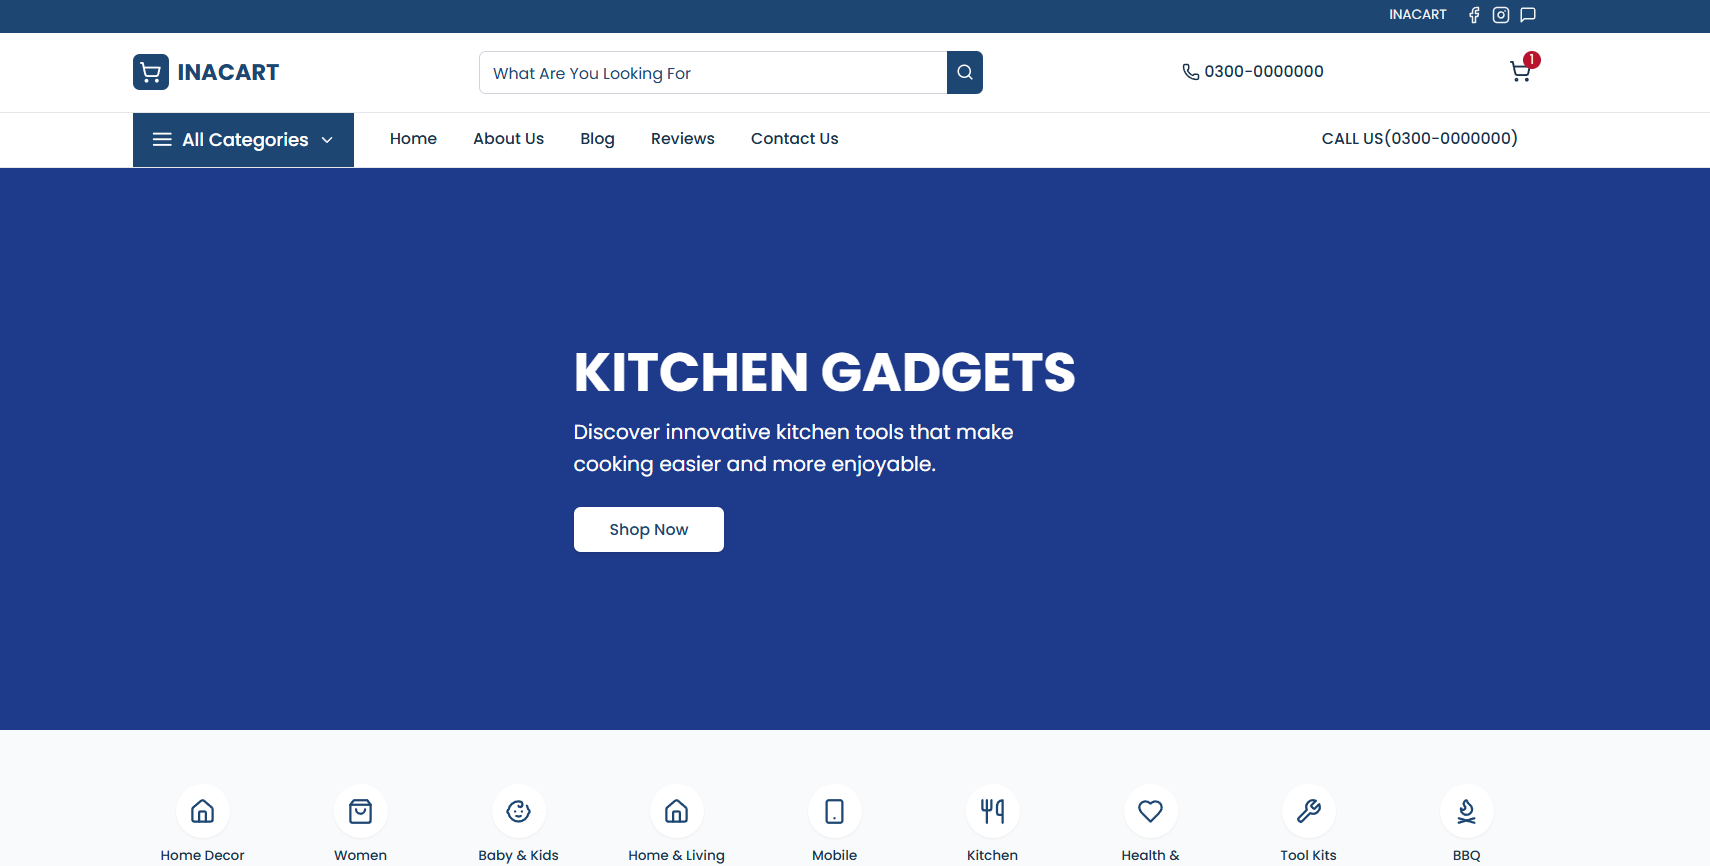 INACART
INACART
What Are You Looking For
0300-0000000
1
All Categories
Home
About Us
Blog
Reviews
Contact Us
CALL US(0300-0000000)
KITCHEN GADGETS
Discover innovative kitchen tools that make
cooking easier and more enjoyable.
Shop Now
Home Decor
Women
Baby & Kids
Home & Living
Mobile
Kitchen
Health &
Tool Kits
BBQ